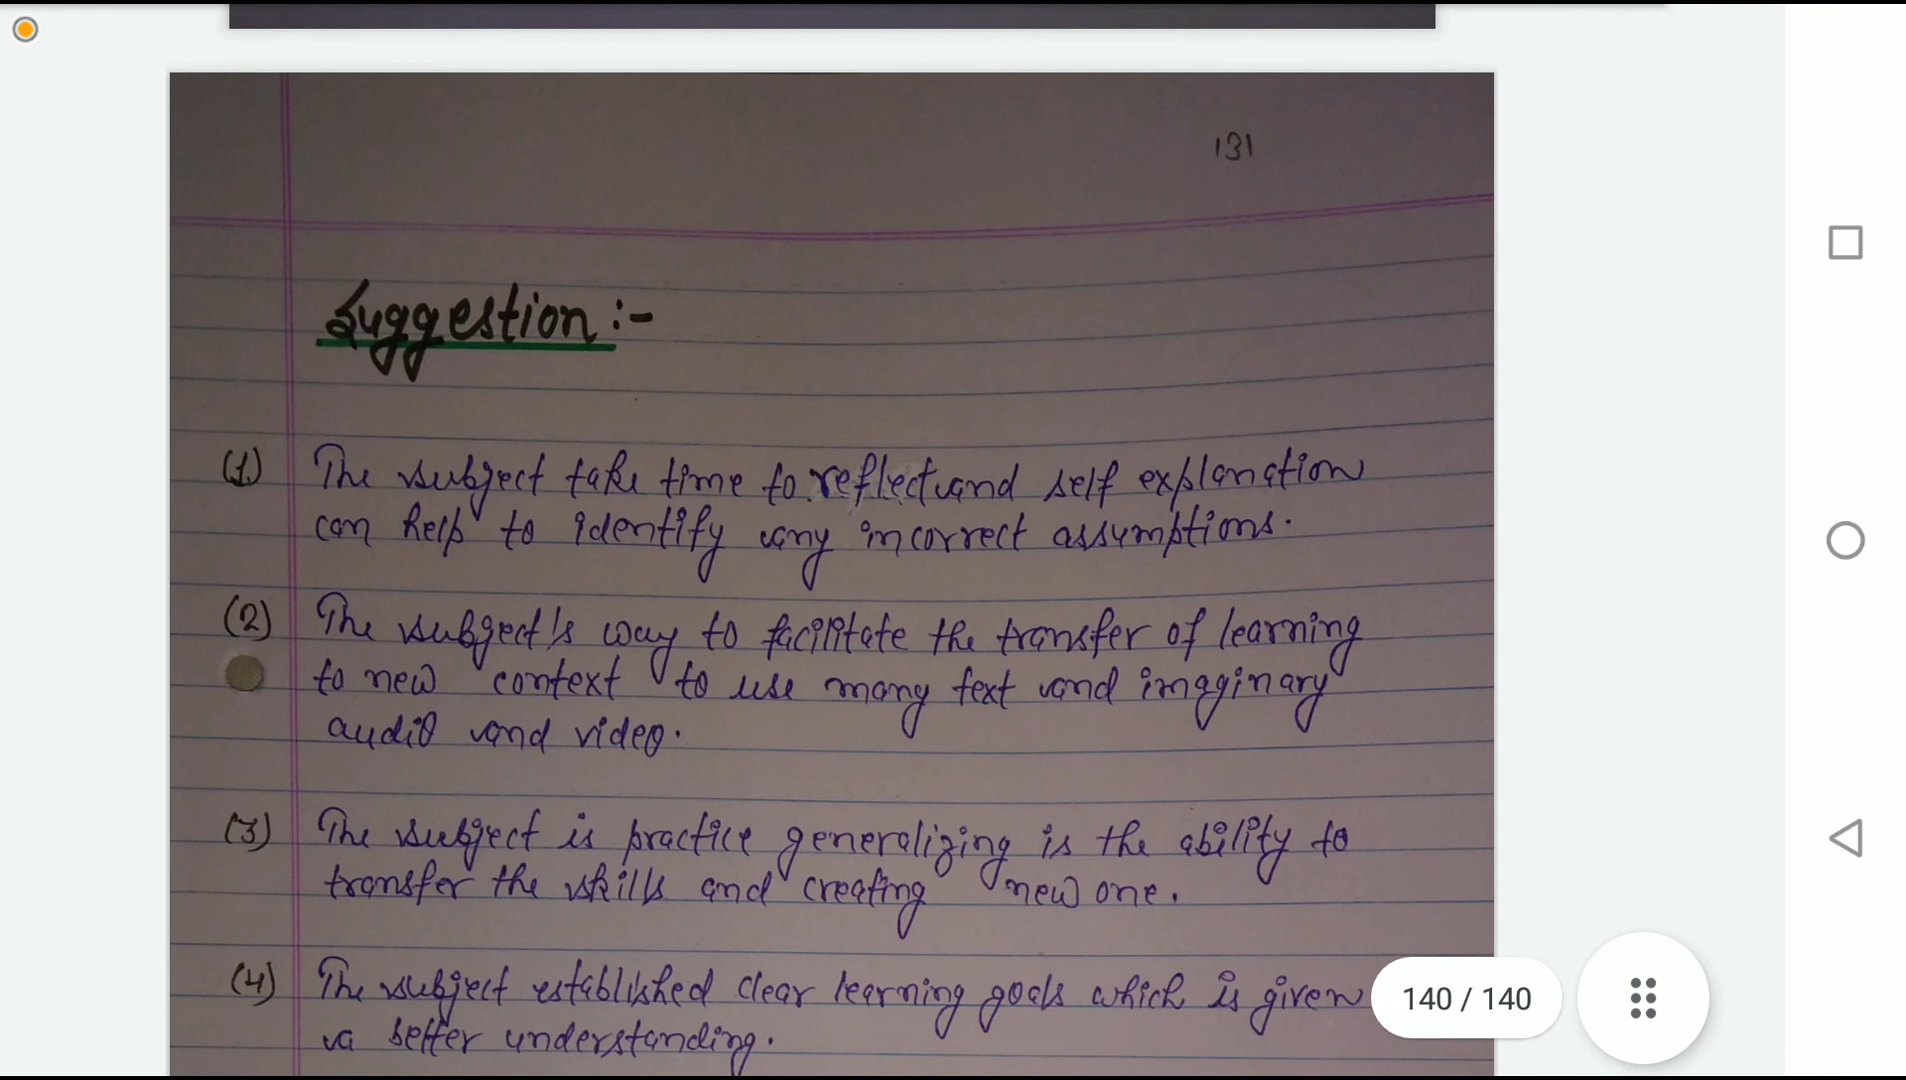 131
Suggestion :-
(1) The subject take time to reflect and self explanation
can help to identify any incorrect assumptions.
(2) The subject's way to facilitate the transfer of learning
to new context to use many text and imaginary
audio and video.
(3) The subject is practice generalizing is the ability to
transfer the skills and creating new one.
(4) The subject established clear learning goals which is given
a better understanding.
140 / 140